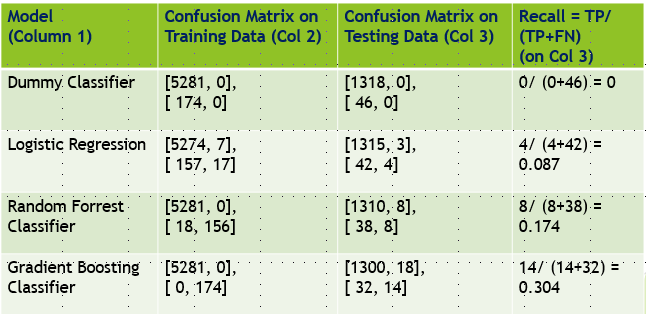 Model
(Column 1)
Confusion Matrix on
Training Data (Col 2)
Confusion Matrix on
Testing Data (Col 3)
Recall = TP/
(TP+FN)
(on Col 3)
Dummy Classifier
[5281, 0],
[ 174, 0]
[1318, 0],
[ 46, 0]
0/ (0+46) = 0
Logistic Regression
[5274, 7],
[ 157, 17]
[1315, 3],
[ 42, 4]
4/ (4+42) =
0.087
Random Forrest
Classifier
[5281, 0],
[ 18, 156]
[1310, 8],
[ 38, 8]
8/ (8+38) =
0.174
Gradient Boosting
Classifier
[5281, 0],
[ 0, 174]
[1300, 18],
[ 32, 14]
14/ (14+32) =
0.304